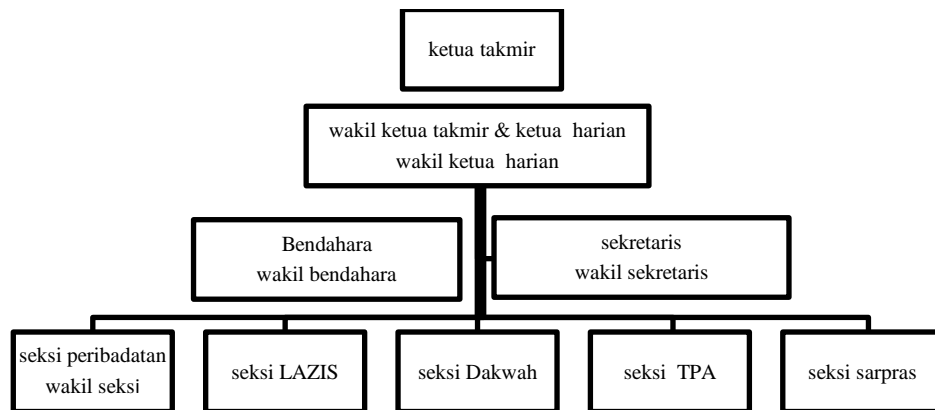 ketua takmir
wakil ketua takmir & ketua harian
wakil ketua harian
Bendahara
wakil bendahara
sekretaris
wakil sekretaris
seksi peribadatan
wakil seksi
seksi LAZIS
seksi Dakwah
seksi TPA
seksi sarpras